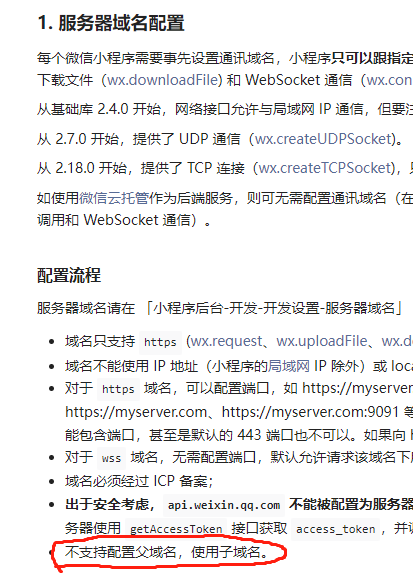 1. 服务器域名配置
每个微信小程序需要事先设置通讯域名，小程序只可以跟指定
下载文件（wx.downloadFile) 和 WebSocket 通信（wx.con
从基础库 2.4.0 开始，网络接口允许与局域网 IP 通信，但要注
从 2.7.0 开始，提供了 UDP 通信（wx.createUDPSocket)。
从 2.18.0 开始，提供了 TCP 连接（wx.createTCPSocket)，
如使用微信云托管作为后端服务，则可无需配置通讯域名（在
调用和 WebSocket 通信）。
配置流程
服务器域名请在 「小程序后台-开发-开发设置-服务器域名」
域名只支持 https (wx.request、wx.uploadFile、wx.do
域名不能使用 IP 地址（小程序的局域网 IP 除外）或 loca
对于 https 域名，可以配置端口，如 https://myserver
https://myserver.com、https://myserver.com:9091 等
能包含端口，甚至是默认的 443 端口也不可以。如果向 h
对于 wss 域名，无需配置端口，默认允许请求该域名下
域名必须经过 ICP 备案；
出于安全考虑，api.weixin.qq.com 不能被配置为服务器
务器使用 getAccessToken 接口获取 access_token，并
不支持配置父域名，使用子域名。